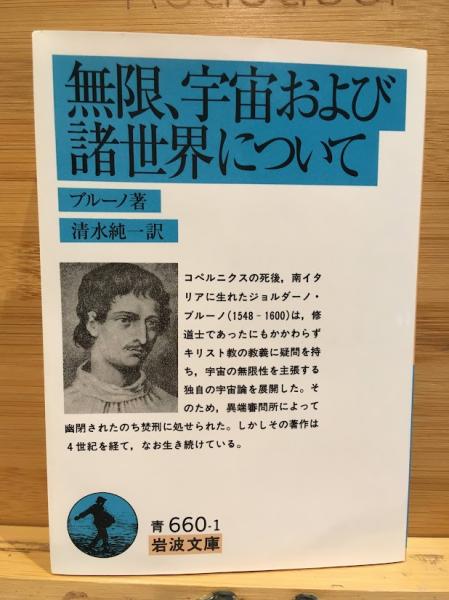 無限、宇宙および
諸世界について
ブルーノ著
清水純一訳
コペルニクスの死後，南イタ
リアに生れたジョルダーノ・
ブルーノ(1548‐1600)は，修
道士であったにもかかわらず
キリスト教の教義に疑問を持
ち，宇宙の無限性を主張する
独自の宇宙論を展開した。そ
のため，異端審問所によって
幽閉されたのち焚刑に処せられた。しかしその著作は
４世紀を経て，なお生き続けている。
青 660-1
岩波文庫